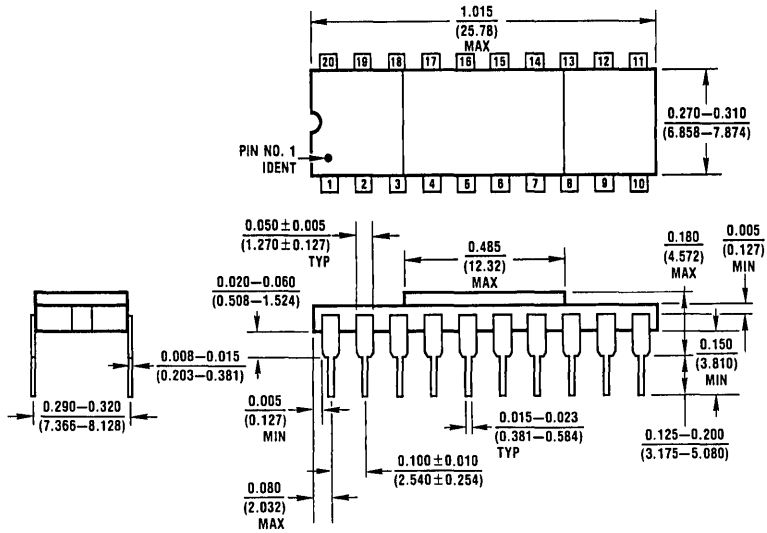 1.015
(25.78)
MAX
20 19 18 17 16 15 14 13 12 11
0.270–0.310
(6.858–7.874)
PIN NO. 1
IDENT
1 2 3 4 5 6 7 8 9 10
0.050±0.005
(1.270±0.127)
TYP
0.485
(12.32)
MAX
0.180
(4.572)
MAX
0.005
(0.127)
MIN
0.020–0.060
(0.508–1.524)
0.008–0.015
(0.203–0.381)
0.150
(3.810)
MIN
0.290–0.320
(7.366–8.128)
0.005
(0.127)
MIN
0.015–0.023
(0.381–0.584)
TYP
0.125–0.200
(3.175–5.080)
0.100±0.010
(2.540±0.254)
0.080
(2.032)
MAX